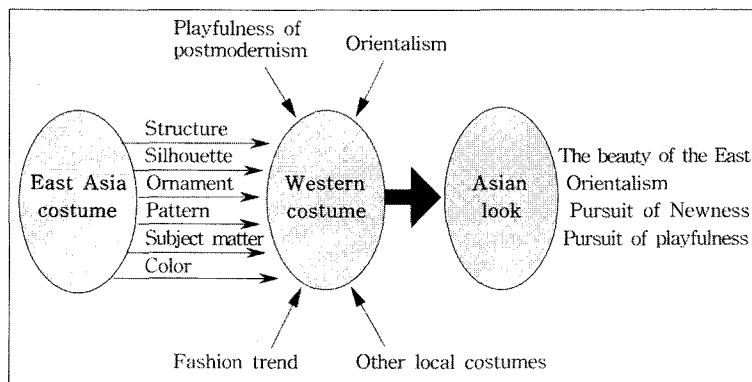 Playfulness of
postmodernism
Orientalism
East Asia
costume
Structure
Silhouette
Ornament
Pattern
Subject matter
Color
Western
costume
Asian
look
The beauty of the East
Orientalism
Pursuit of Newness
Pursuit of playfulness
Fashion trend
Other local costumes